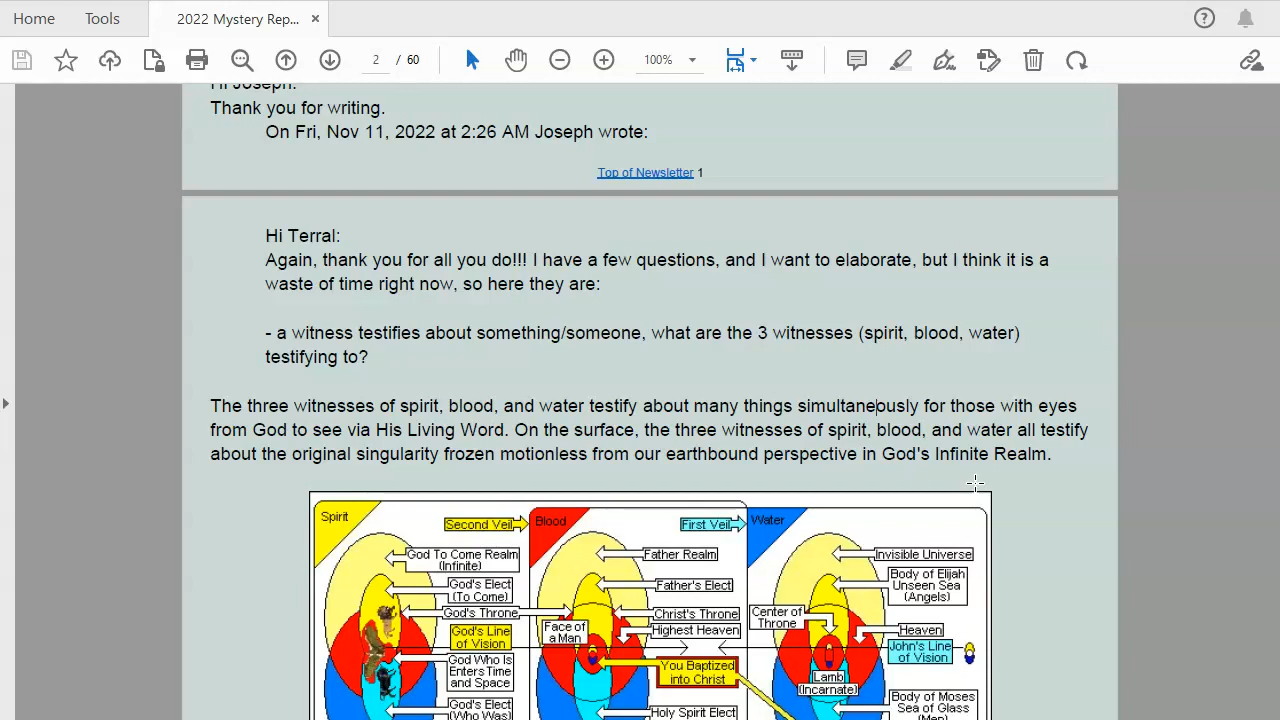 Home Tools 2022 Mystery Rep... ×
2 / 60 100%
Hi Joseph:
Thank you for writing.
On Fri, Nov 11, 2022 at 2:26 AM Joseph wrote:
Top of Newsletter 1
Hi Terral:
Again, thank you for all you do!!! I have a few questions, and I want to elaborate, but I think it is a
waste of time right now, so here they are:
- a witness testifies about something/someone, what are the 3 witnesses (spirit, blood, water)
testifying to?
The three witnesses of spirit, blood, and water testify about many things simultaneously for those with eyes
from God to see via His Living Word. On the surface, the three witnesses of spirit, blood, and water all testify
about the original singularity frozen motionless from our earthbound perspective in God's Infinite Realm.
Spirit
Second Veil
God To Come Realm
(Infinite)
God's Elect
(To Come)
God's Throne
God's Line
of Vision
God Who Is
Enters Time
and Space
God's Elect
(Who Was)
Blood
First Veil
Father Realm
Father's Elect
Christ's Throne
Face of
a Man
Highest Heaven
You Baptized
into Christ
Holy Spirit Elect
Water
Invisible Universe
Body of Elijah
Unseen Sea
(Angels)
Center of
Throne
Heaven
John's Line
of Vision
Lamb
(Incarnate)
Body of Moses
Sea of Glass
(Men)